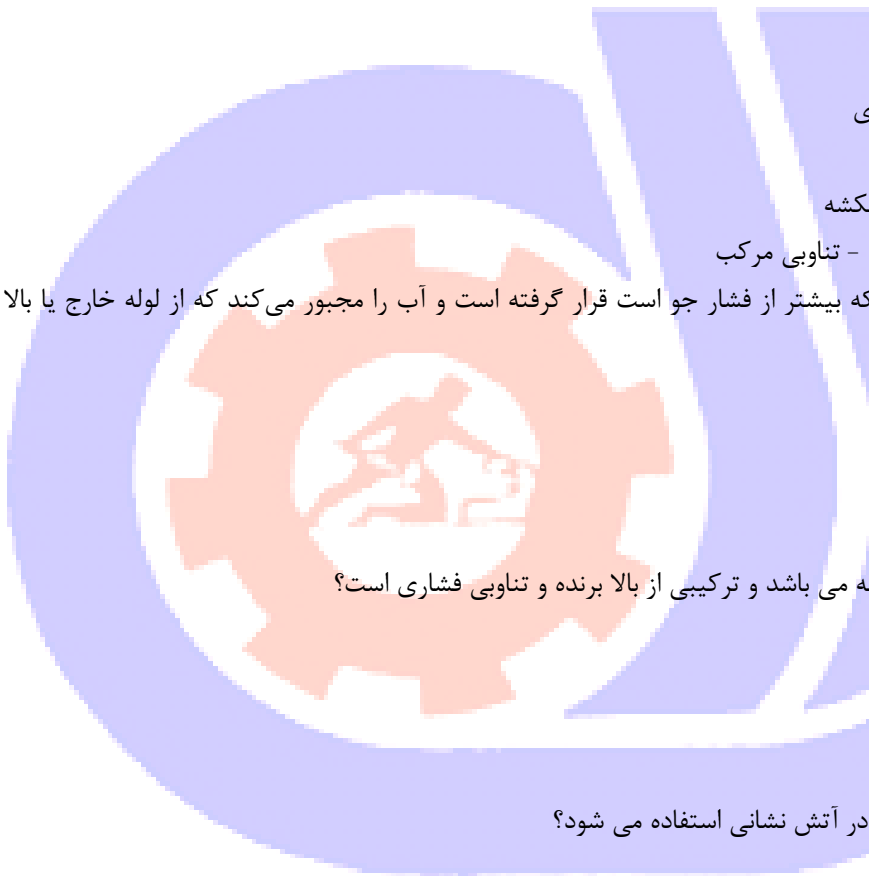 ی
کشه
- تناوبی مرکب
که بیشتر از فشار جو است قرار گرفته است و آب را مجبور می‌کند که از لوله خارج یا بالا
ه می باشد و ترکیبی از بالا برنده و تناوبی فشاری است؟
در آتش نشانی استفاده می شود؟